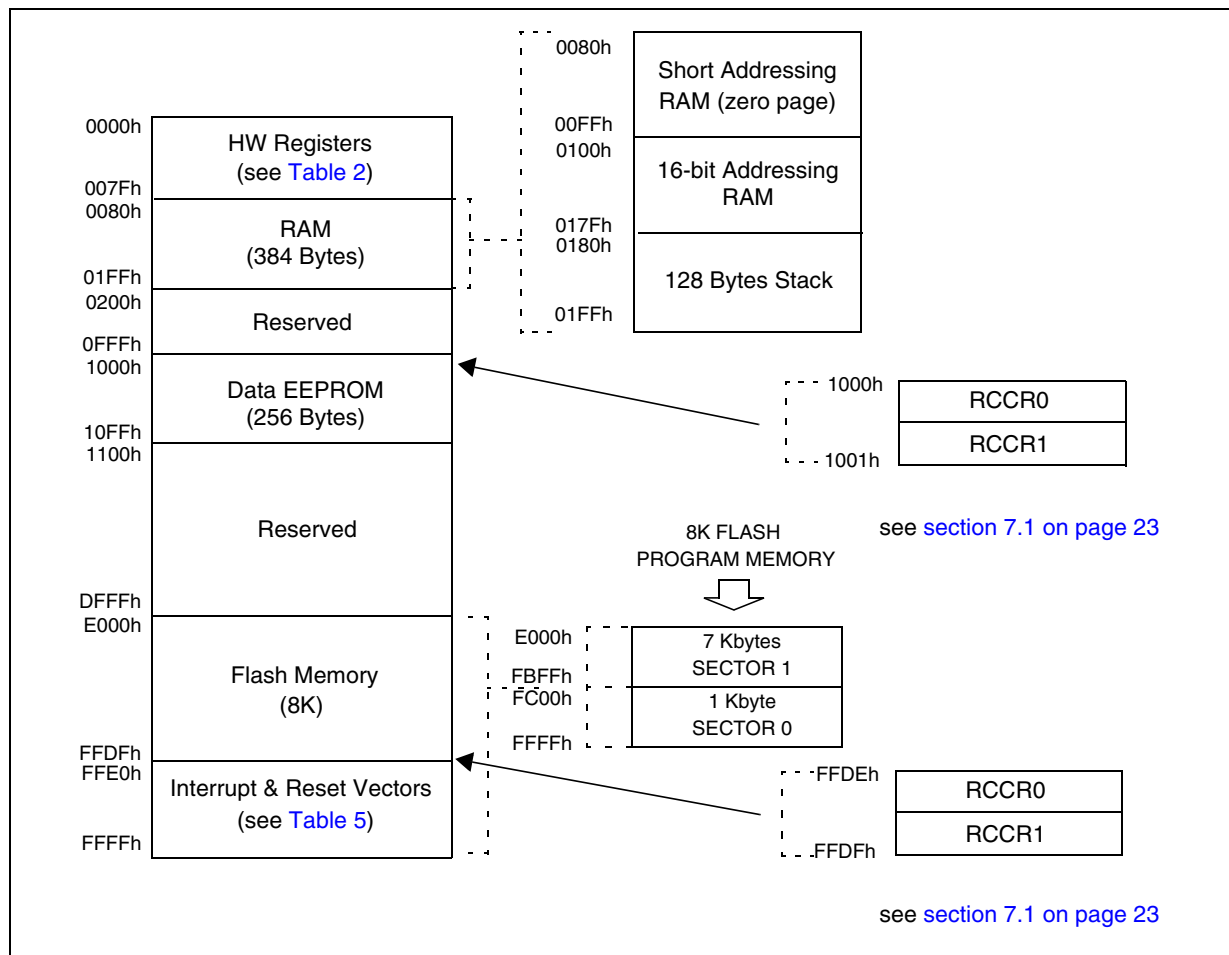 0000h
HW Registers
(see Table 2)
007Fh
0080h
RAM
(384 Bytes)
01FFh
0200h
Reserved
0FFFh
1000h
Data EEPROM
(256 Bytes)
10FFh
1100h
Reserved
DFFFh
E000h
Flash Memory
(8K)
FFDFh
FFE0h
Interrupt & Reset Vectors
(see Table 5)
FFFFh
0080h
Short Addressing
RAM (zero page)
00FFh
0100h
16-bit Addressing
RAM
017Fh
0180h
128 Bytes Stack
01FFh
1000h
RCCR0
RCCR1
1001h
see section 7.1 on page 23
8K FLASH
PROGRAM MEMORY
E000h
7 Kbytes
SECTOR 1
FBFFh
FC00h
1 Kbyte
SECTOR 0
FFFFh
FFDEh
RCCR0
RCCR1
FFDFh
see section 7.1 on page 23